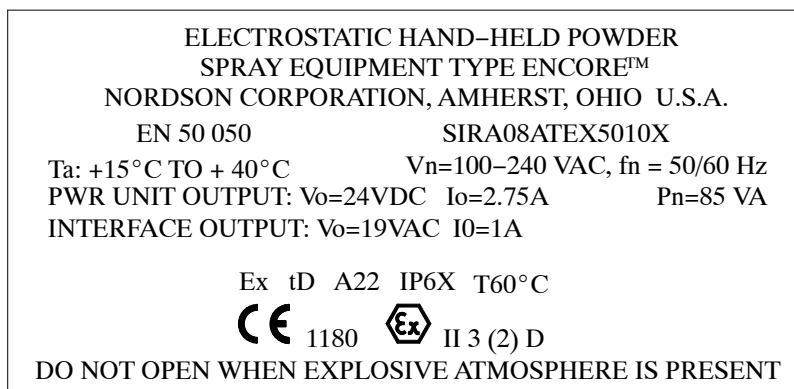 ELECTROSTATIC HAND–HELD POWDER
SPRAY EQUIPMENT TYPE ENCORE™
NORDSON CORPORATION, AMHERST, OHIO U.S.A.
EN 50 050 SIRA08ATEX5010X
Ta: +15°C TO + 40°C Vn=100–240 VAC, fn = 50/60 Hz
PWR UNIT OUTPUT: Vo=24VDC Io=2.75A Pn=85 VA
INTERFACE OUTPUT: Vo=19VAC I0=1A
Ex tD A22 IP6X T60°C
CE 1180 Ex II 3 (2) D
DO NOT OPEN WHEN EXPLOSIVE ATMOSPHERE IS PRESENT